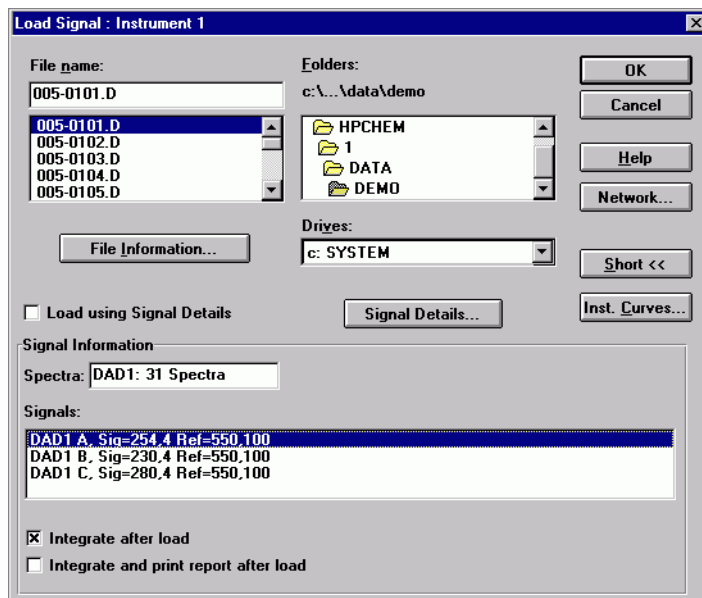 Load Signal : Instrument 1
File name:
005-0101.D
005-0101.D
005-0102.D
005-0103.D
005-0104.D
005-0105.D
File Information...
Folders:
c:\...\data\demo
HPCHEM
1
DATA
DEMO
Drives:
c: SYSTEM
OK
Cancel
Help
Network...
Short <<
Inst. Curves...
Load using Signal Details
Signal Details...
Signal Information
Spectra: DAD1: 31 Spectra
Signals:
DAD1 A, Sig=254,4 Ref=550,100
DAD1 B, Sig=230,4 Ref=550,100
DAD1 C, Sig=280,4 Ref=550,100
Integrate after load
Integrate and print report after load